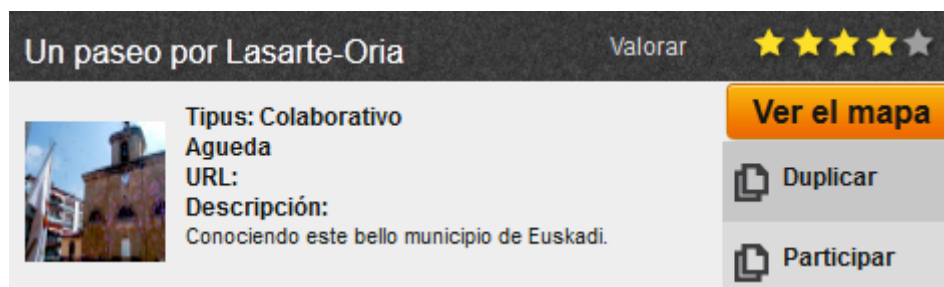 Un paseo por Lasarte-Oria
Valorar
Ver el mapa
Tipus: Colaborativo
Agueda
URL:
Descripción:
Conociendo este bello municipio de Euskadi.
Duplicar
Participar